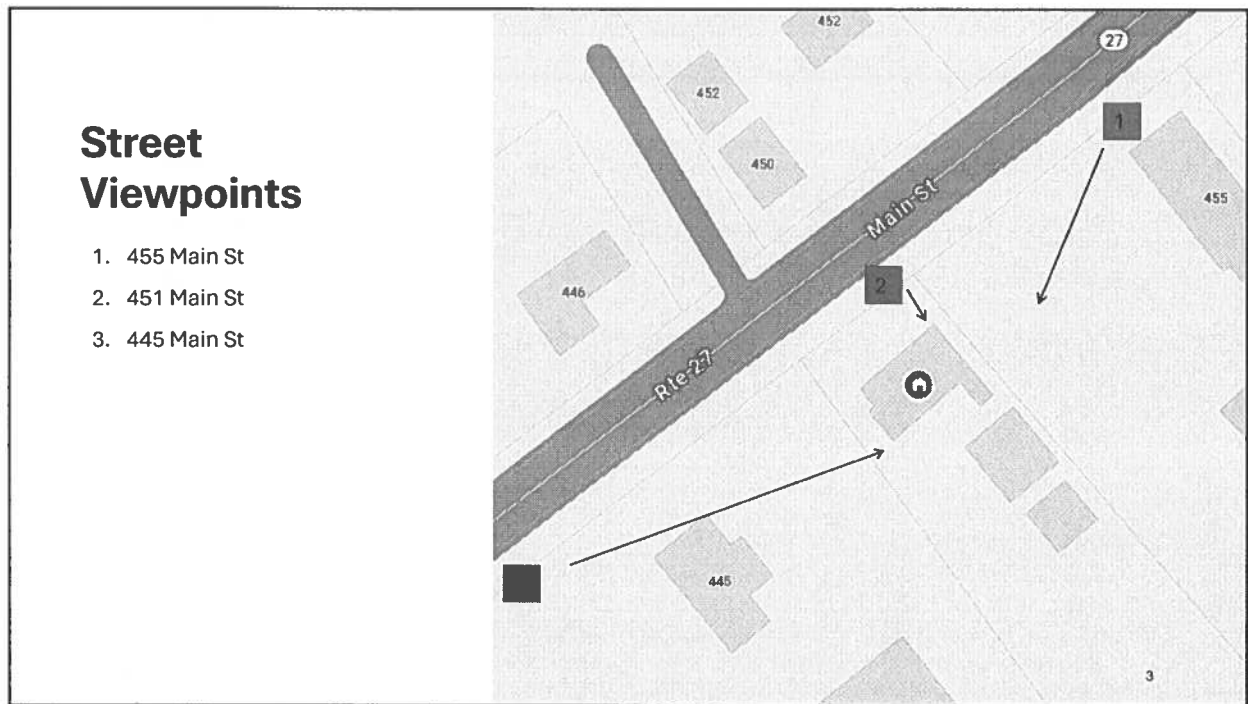 Street
Viewpoints
1. 455 Main St
2. 451 Main St
3. 445 Main St
452
27
452
1
450
455
Main St
2
446
Rte 27
445
3